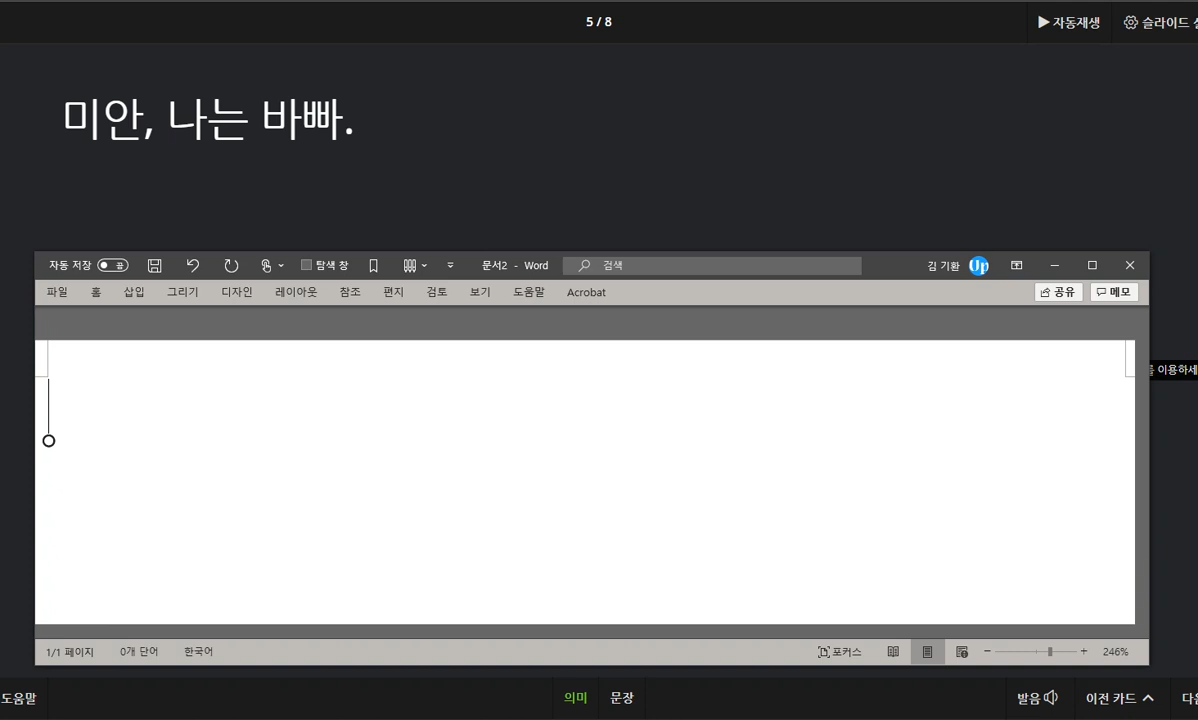 5 / 8
자동재생
슬라이드
미안, 나는 바빠.
자동 저장 끔 탐색 창 문서2 - Word 검색 김 기환 Up
파일 홈 삽입 그리기 디자인 레이아웃 참조 편지 검토 보기 도움말 Acrobat 공유 메모
를 이용하세
1/1 페이지 0개 단어 한국어 포커스 246%
도움말 의미 문장 발음 이전 카드 다음